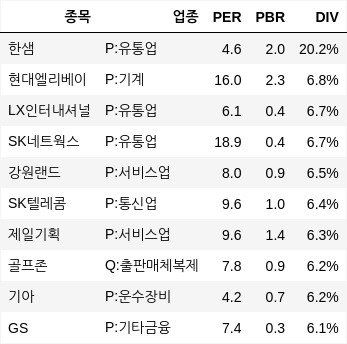 종목 업종 PER PBR DIV
한샘 P:유통업 4.6 2.0 20.2%
현대엘리베이 P:기계 16.0 2.3 6.8%
LX인터내셔널 P:유통업 6.1 0.4 6.7%
SK네트웍스 P:유통업 18.9 0.4 6.7%
강원랜드 P:서비스업 8.0 0.9 6.5%
SK텔레콤 P:통신업 9.6 1.0 6.4%
제일기획 P:서비스업 9.6 1.4 6.3%
골프존 Q:출판매체복제 7.8 0.9 6.2%
기아 P:운수장비 4.2 0.7 6.2%
GS P:기타금융 7.4 0.3 6.1%